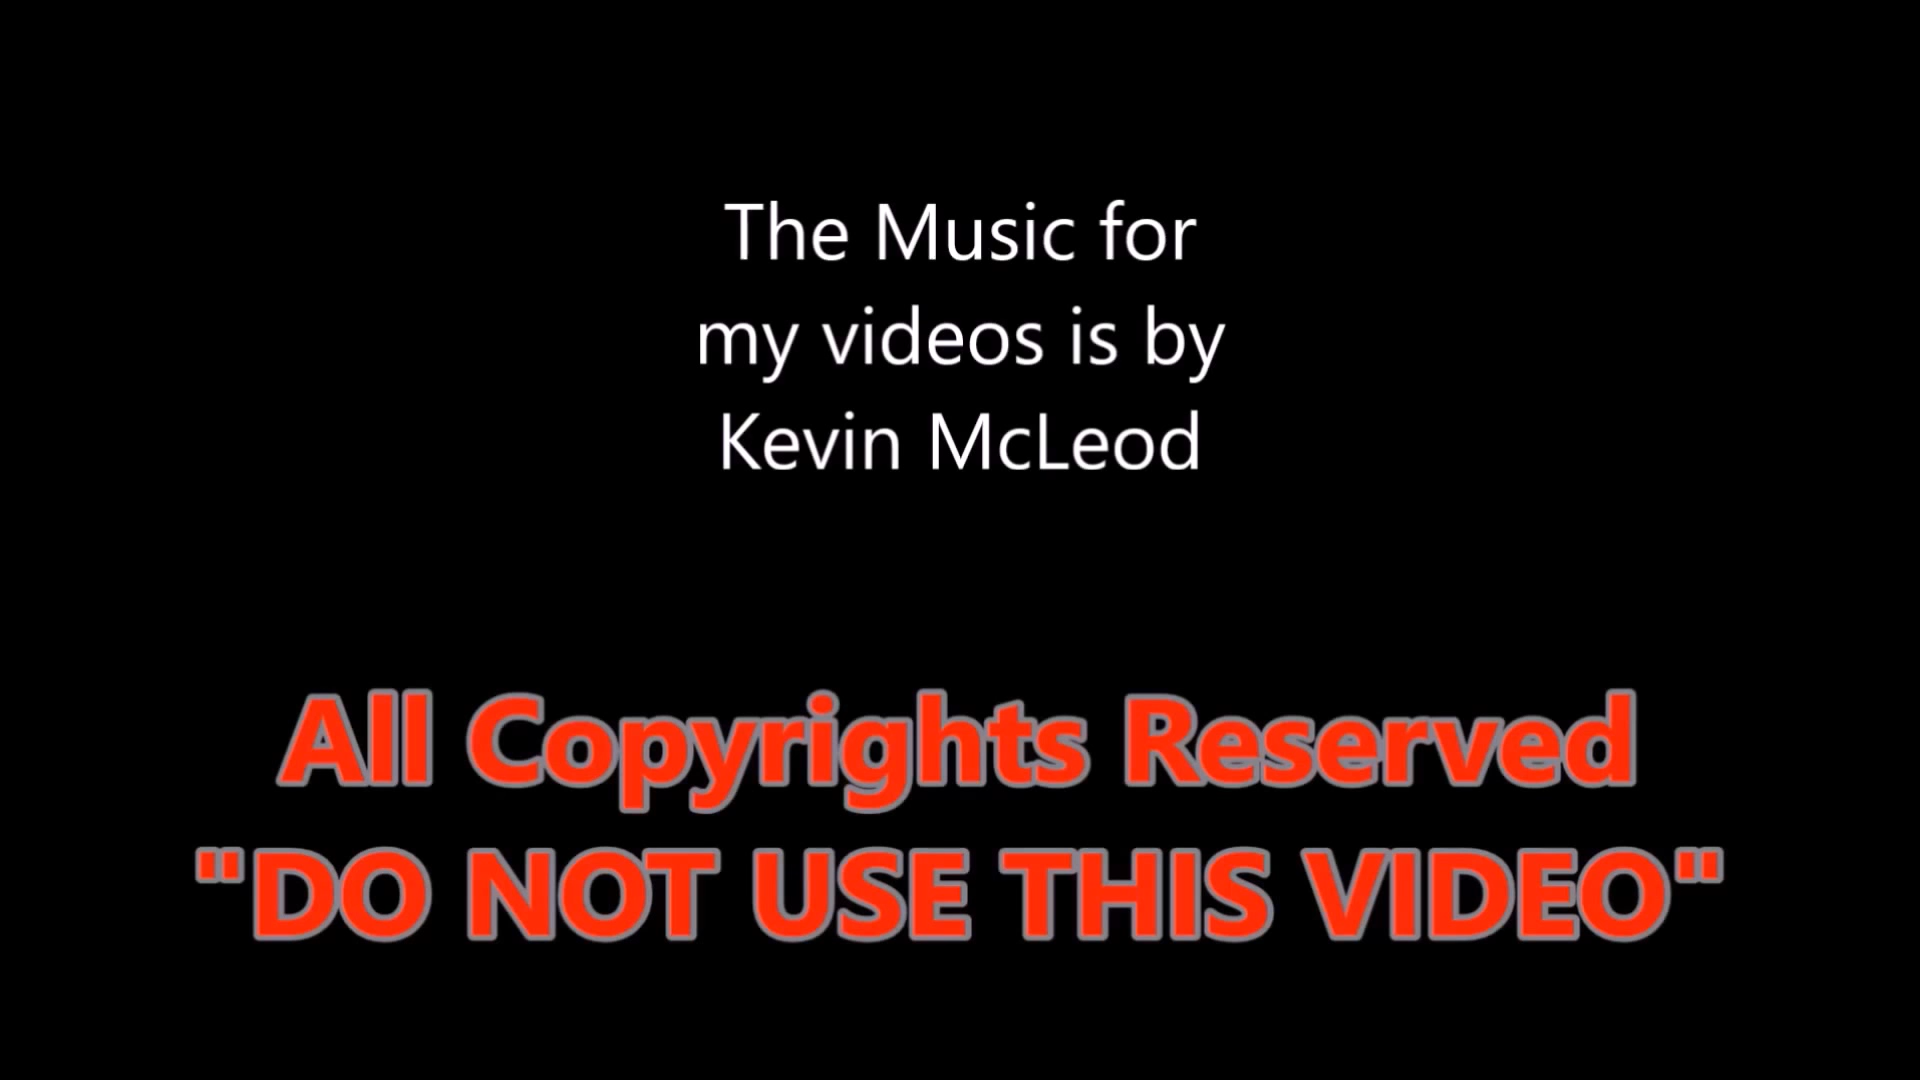 The Music for
my videos is by
Kevin McLeod
All Copyrights Reserved
"DO NOT USE THIS VIDEO"